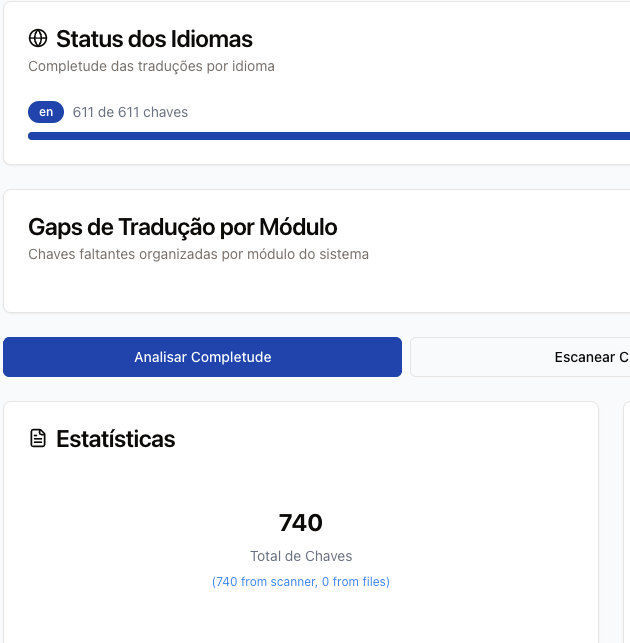 Status dos Idiomas
Completude das traduções por idioma
en 611 de 611 chaves
Gaps de Tradução por Módulo
Chaves faltantes organizadas por módulo do sistema
Analisar Completude
Escanear C
Estatísticas
740
Total de Chaves
(740 from scanner, 0 from files)